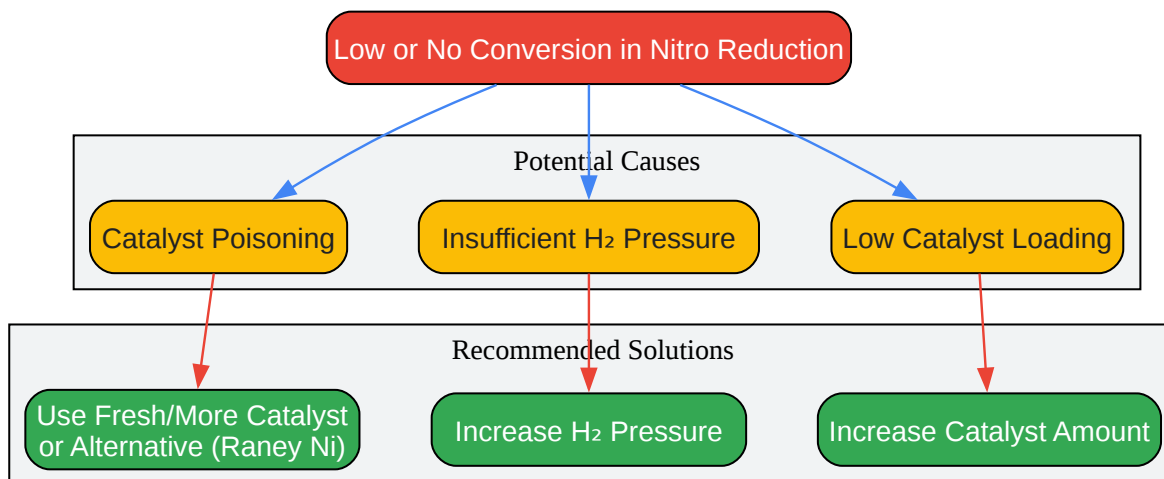 Low or No Conversion in Nitro Reduction
Potential Causes
Catalyst Poisoning
Insufficient H₂ Pressure
Low Catalyst Loading
Recommended Solutions
Use Fresh/More Catalyst
or Alternative (Raney Ni)
Increase H₂ Pressure
Increase Catalyst Amount